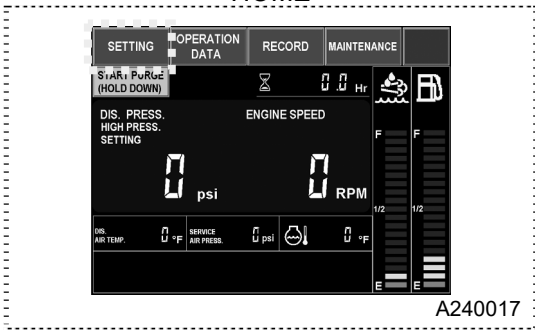 HOME
SETTING
OPERATION DATA
RECORD
MAINTENANCE
START PURGE
(HOLD DOWN)
0.0 Hr
DIS. PRESS.
HIGH PRESS.
SETTING
ENGINE SPEED
0 psi
0 RPM
DIS.
AIR TEMP.
0 °F
SERVICE
AIR PRESS.
0 psi
0 °F
F
1/2
E
F
1/2
E
A240017